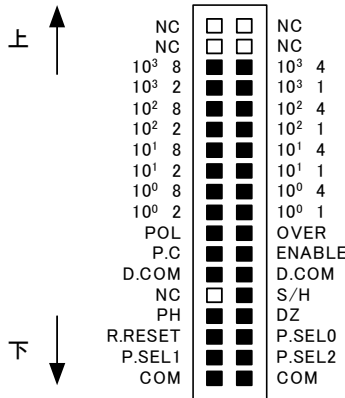 上
NC NC
NC NC
10³ 8 10³ 4
10³ 2 10³ 1
10² 8 10² 4
10² 2 10² 1
10¹ 8 10¹ 4
10¹ 2 10¹ 1
10⁰ 8 10⁰ 4
10⁰ 2 10⁰ 1
POL OVER
P.C ENABLE
D.COM D.COM
NC S/H
PH DZ
R.RESET P.SEL0
P.SEL1 P.SEL2
COM COM
下